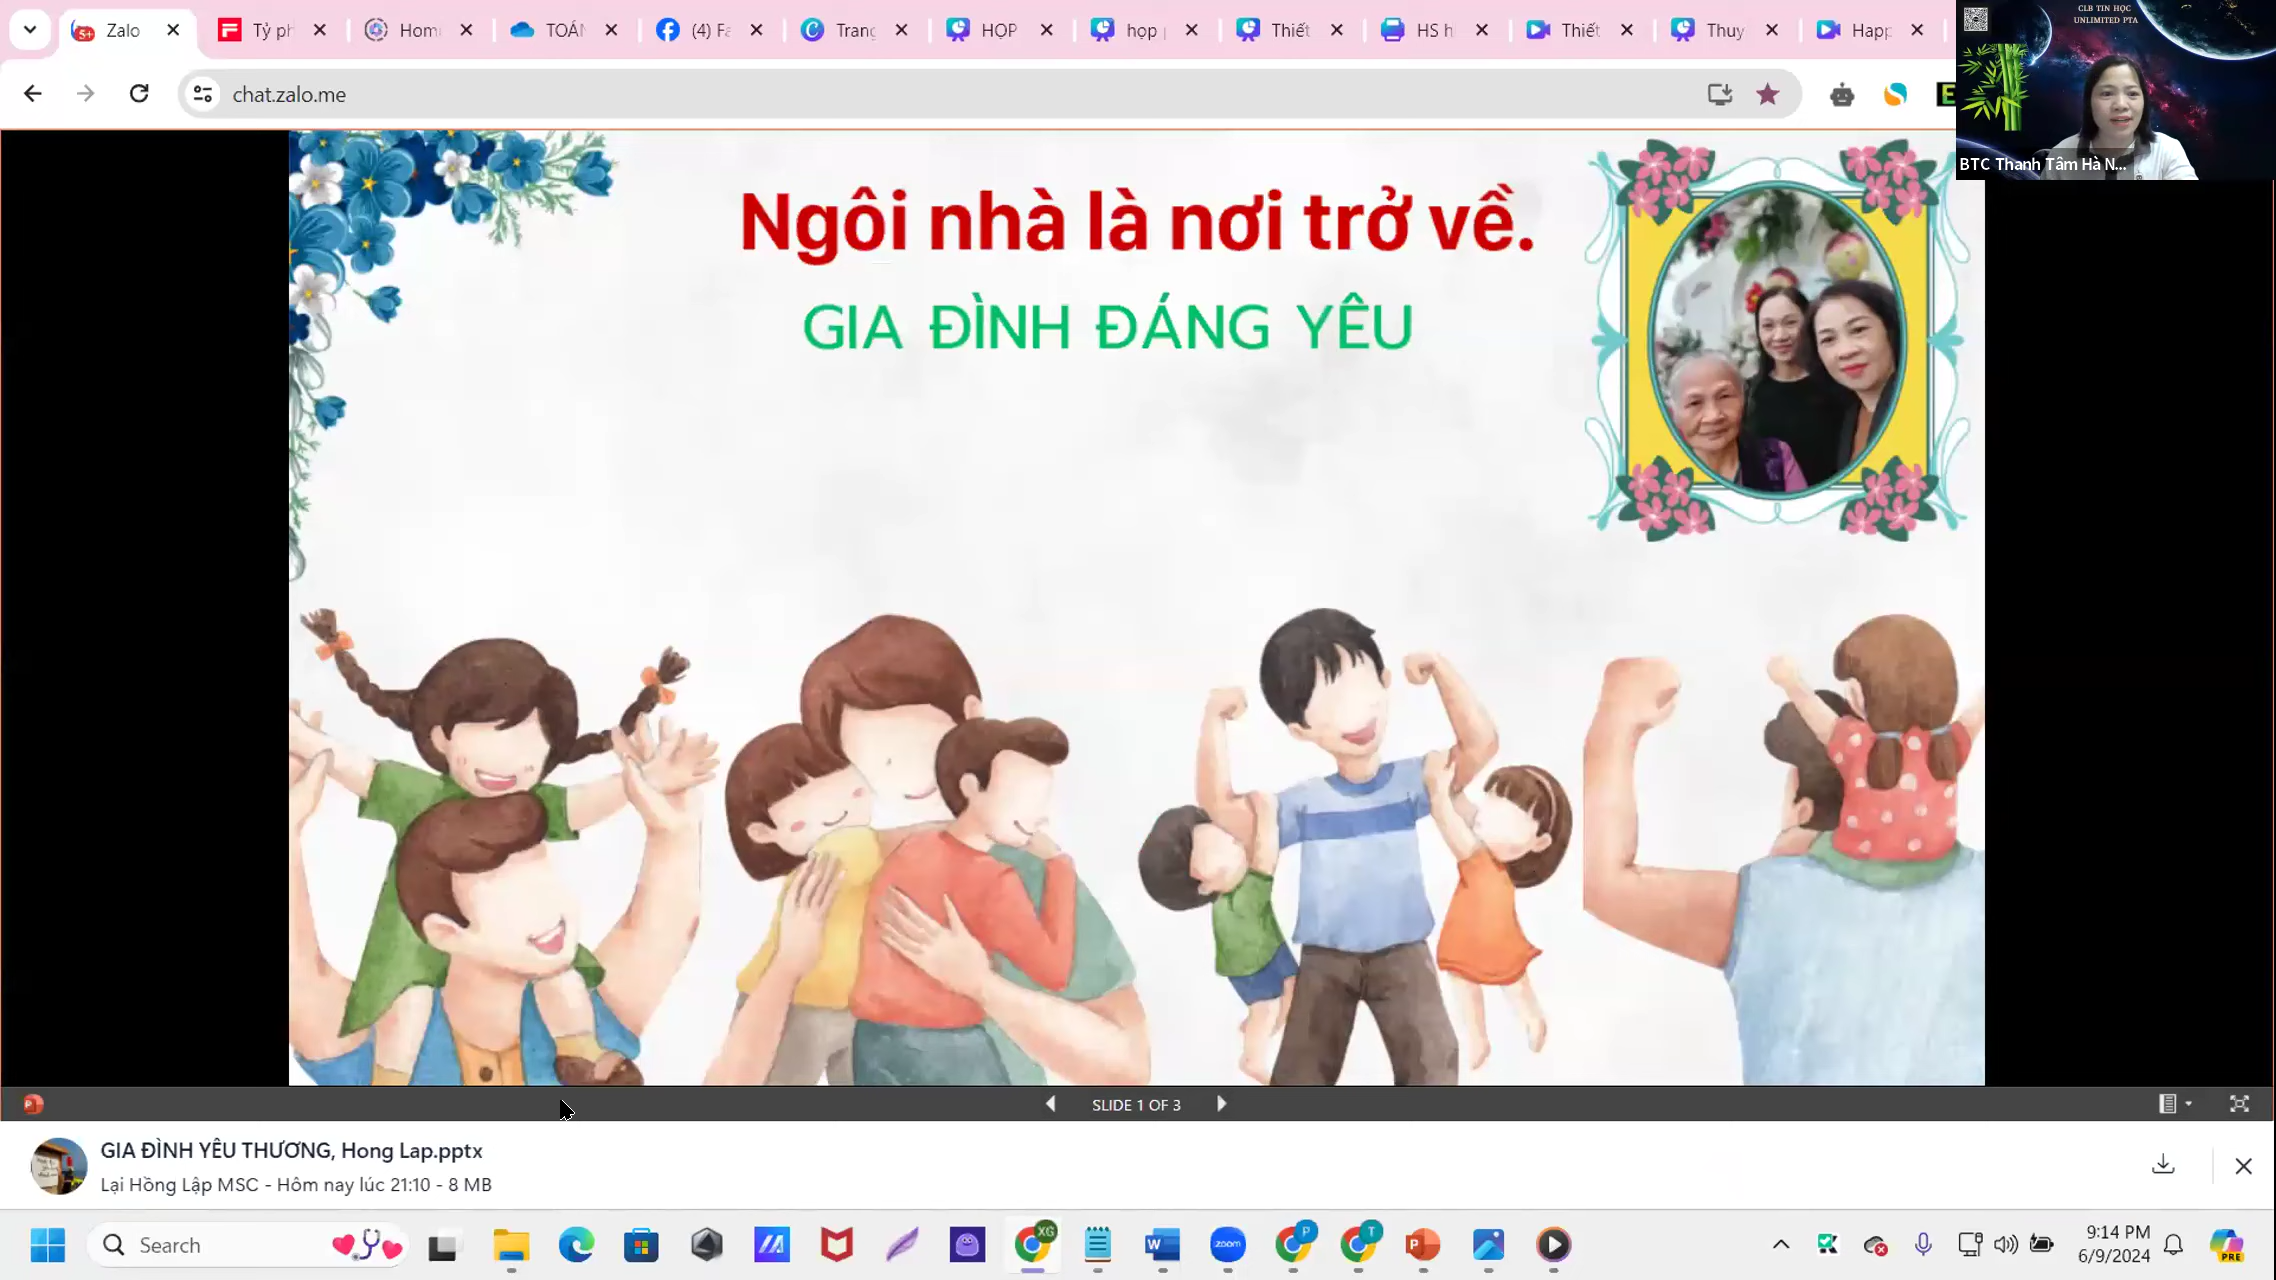 Zalo
Tỷ ph
Hom
TOÁN
(4) Fa
Trang
HỌP
họp p
Thiết
HS h
Thiết
Thuy
Happ
chat.zalo.me
CLB TIN HỌC
UNLIMITED PTA
BTC Thanh Tâm Hà N...
Ngôi nhà là nơi trở về.
GIA ĐÌNH ĐÁNG YÊU
SLIDE 1 OF 3
GIA ĐÌNH YÊU THƯƠNG, Hong Lap.pptx
Lại Hồng Lập MSC - Hôm nay lúc 21:10 - 8 MB
Search
9:14 PM
6/9/2024